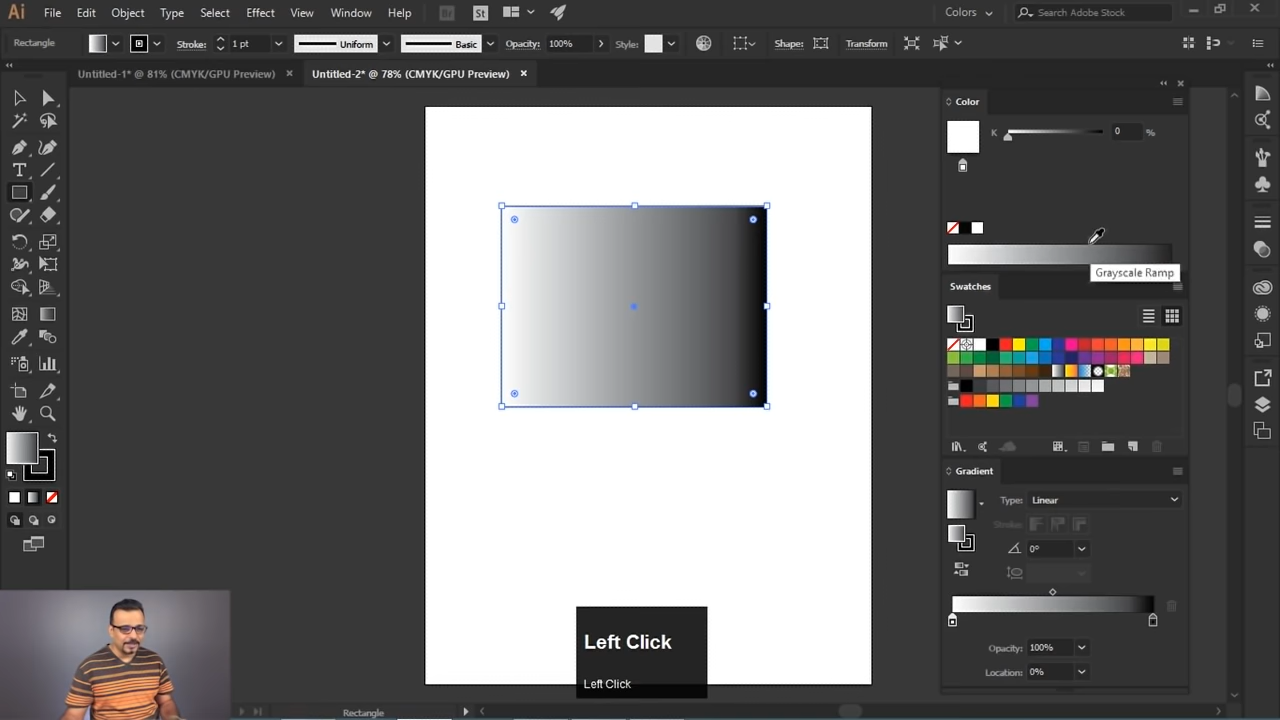 Ai File Edit Object Type Select Effect View Window Help Br St Colors Search Adobe Stock
Rectangle Stroke: 1 pt Uniform Basic Opacity: 100% Style: Shape: Transform
Untitled-1* @ 81% (CMYK/GPU Preview) Untitled-2* @ 78% (CMYK/GPU Preview)
Color
K 0 %
Grayscale Ramp
Swatches
Gradient
Type: Linear
Stroke:
0°
Opacity: 100%
Location: 0%
Left Click
Left Click
Rectangle